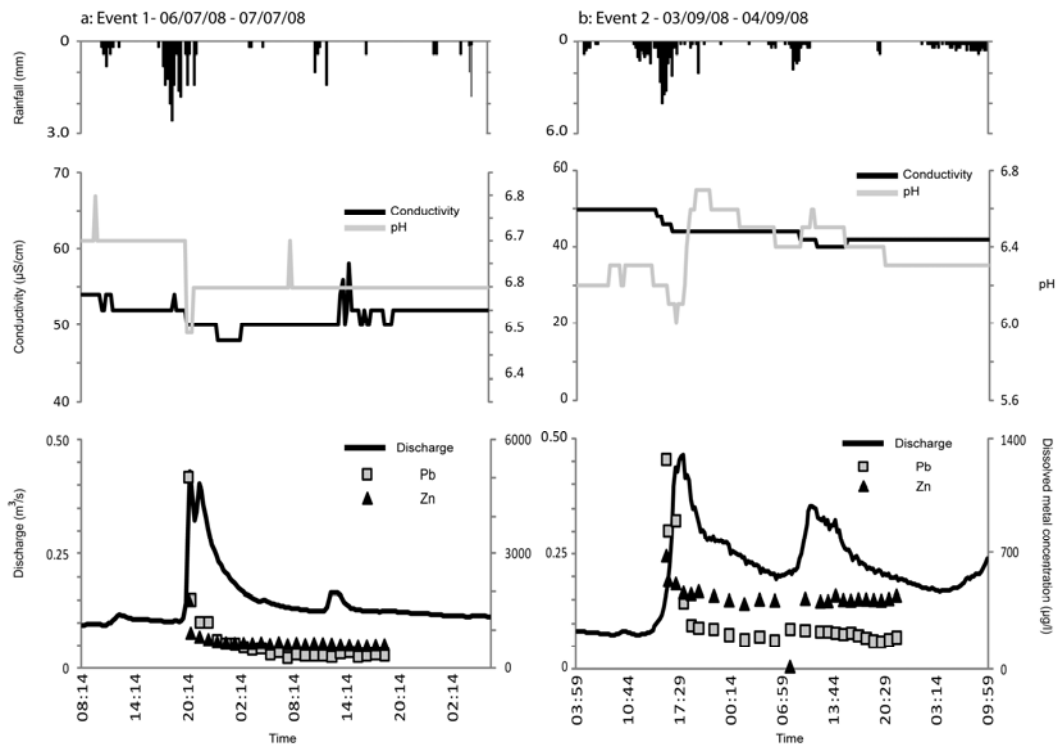 a: Event 1- 06/07/08 - 07/07/08
0
Rainfall (mm)
3.0
70
6.8
Conductivity
pH
60
6.7
Conductivity (µS/cm)
6.8
50
6.5
6.4
40
0.50
6000
Discharge
Pb
Zn
Discharge (m³/s)
0.25
3000
0
0
08:14
14:14
20:14
02:14
08:14
14:14
20:14
02:14
Time
b: Event 2 - 03/09/08 - 04/09/08
0
6.0
60
6.8
Conductivity
pH
40
6.4
pH
20
6.0
0
5.6
0.50
1400
Discharge
Pb
Zn
0.25
700
Dissolved metal concentration (µg/l)
0
0
03:59
10:44
17:29
00:14
06:59
13:44
20:29
03:14
09:59
Time